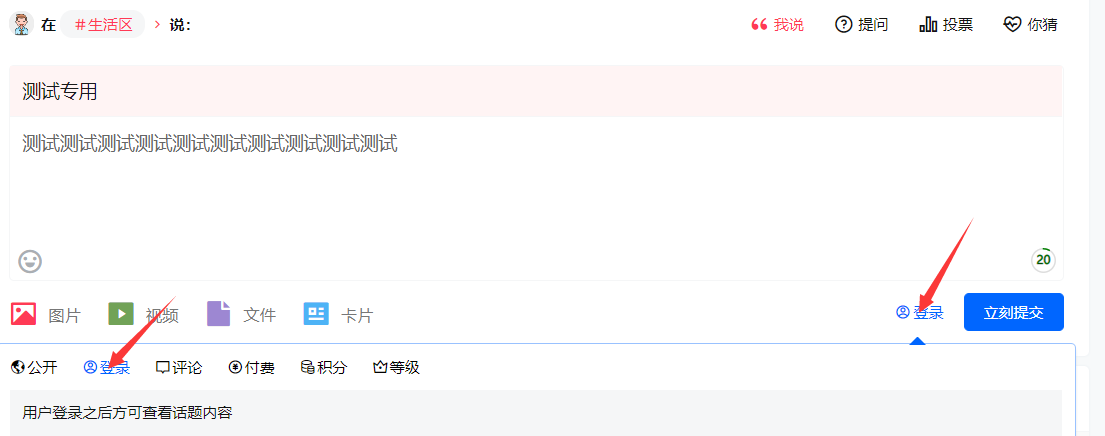 在 #生活区 > 说： 我说 提问 投票 你猜
测试专用
测试测试测试测试测试测试测试测试测试测试
20
图片 视频 文件 卡片 登录 立刻提交
公开 登录 评论 付费 积分 等级
用户登录之后方可查看话题内容